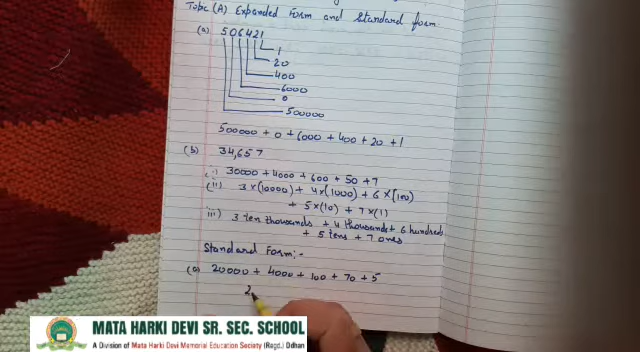 Topic (A) Expanded Form and Standard form
(a) 506421
1
20
400
6000
0
500000
500000 + 0 + 6000 + 400 + 20 + 1
(b) 34,657
(i) 30000 + 4000 + 600 + 50 + 7
(ii) 3×(10000) + 4×(1000) + 6×(100)
+ 5×(10) + 7×(1)
iii) 3 ten thousands + 4 thousands + 6 hundreds
+ 5 tens + 7 ones
Standard Form:-
(a) 20000 + 4000 + 100 + 70 + 5
2
MATA HARKI DEVI SR. SEC. SCHOOL
A Division of Mata Harki Devi Memorial Education Society (Regd.) Odhan